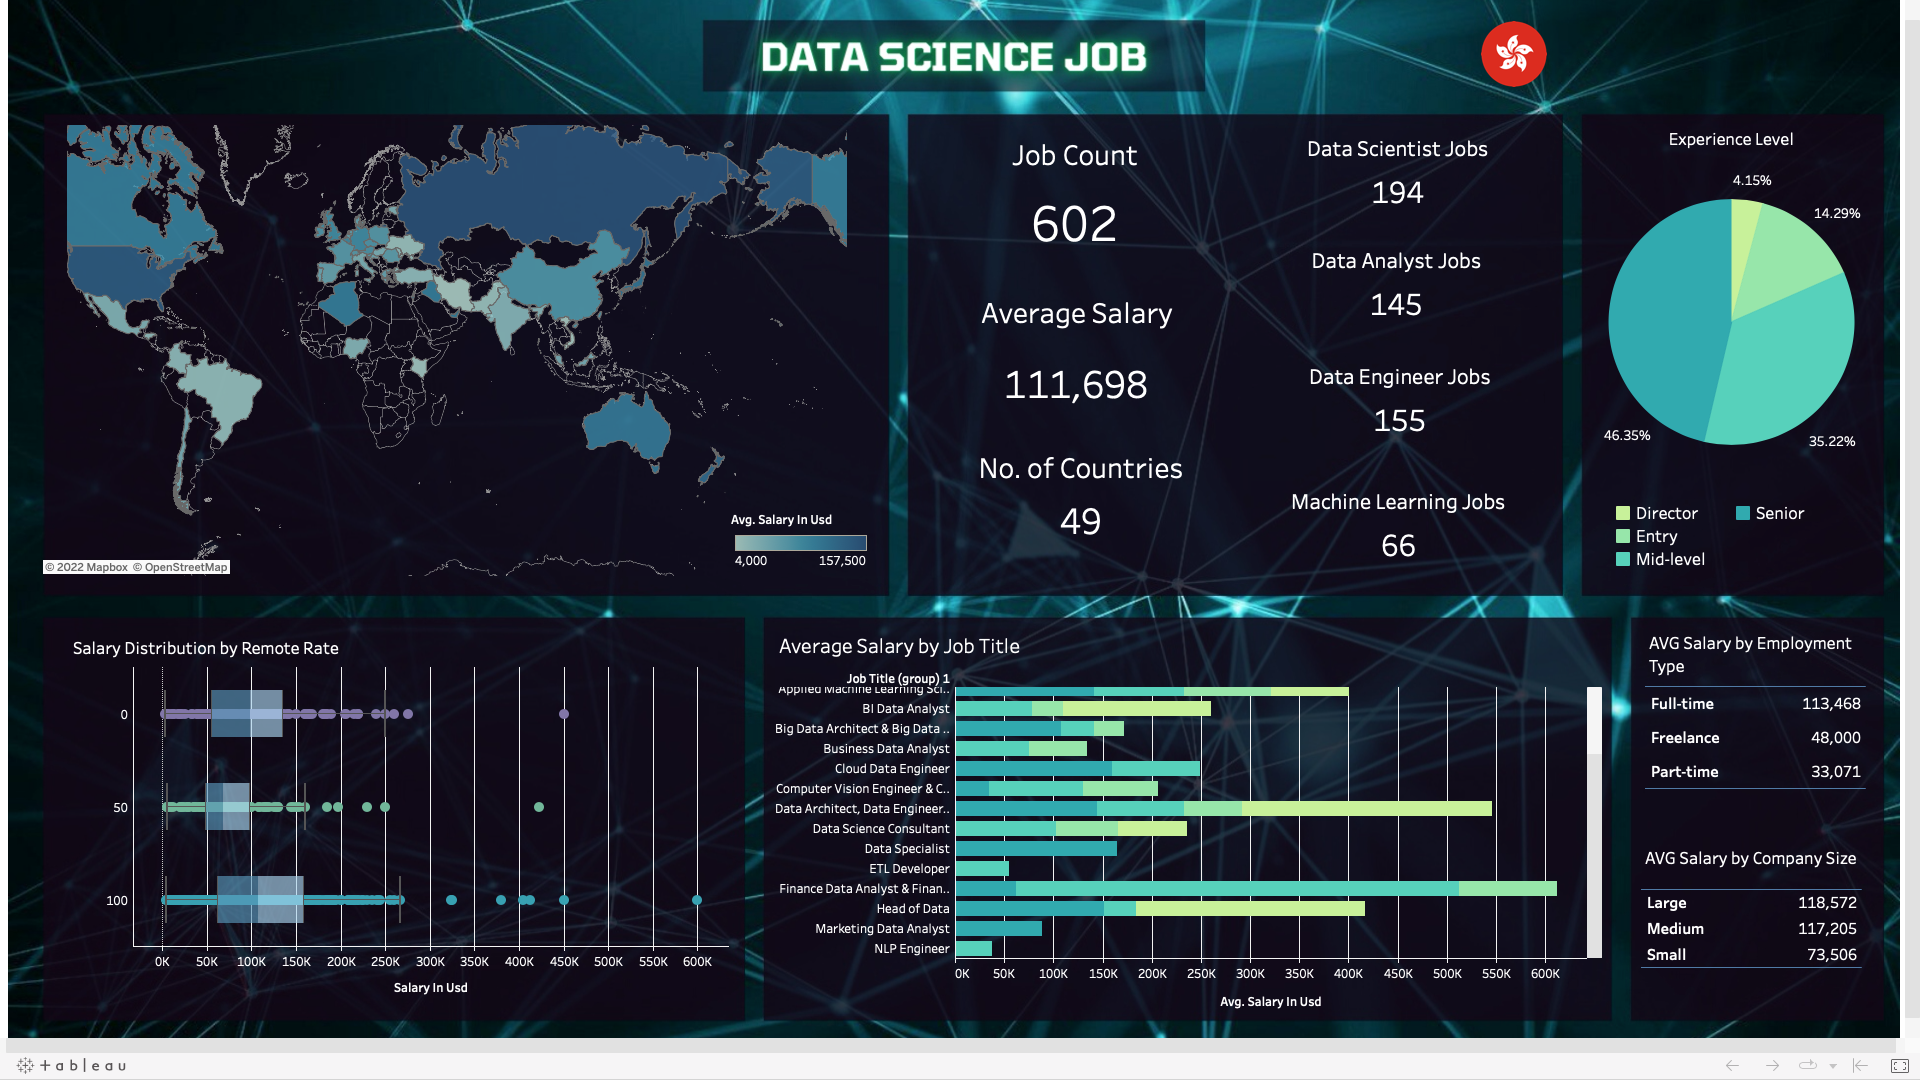 DATA SCIENCE JOB
Avg. Salary In Usd
4,000 157,500
© 2022 Mapbox © OpenStreetMap
Job Count
602
Average Salary
111,698
No. of Countries
49
Data Scientist Jobs
194
Data Analyst Jobs
145
Data Engineer Jobs
155
Machine Learning Jobs
66
Experience Level
4.15%
14.29%
46.35%
35.22%
Director Senior
Entry
Mid-level
Salary Distribution by Remote Rate
0
50
100
0K 50K 100K 150K 200K 250K 300K 350K 400K 450K 500K 550K 600K
Salary In Usd
Average Salary by Job Title
Job Title (group) 1
Applied Machine Learning Sci..
BI Data Analyst
Big Data Architect & Big Data ..
Business Data Analyst
Cloud Data Engineer
Computer Vision Engineer & C..
Data Architect, Data Engineer..
Data Science Consultant
Data Specialist
ETL Developer
Finance Data Analyst & Finan..
Head of Data
Marketing Data Analyst
NLP Engineer
0K 50K 100K 150K 200K 250K 300K 350K 400K 450K 500K 550K 600K
Avg. Salary In Usd
AVG Salary by Employment
Type
Full-time 113,468
Freelance 48,000
Part-time 33,071
AVG Salary by Company Size
Large 118,572
Medium 117,205
Small 73,506
+ableau